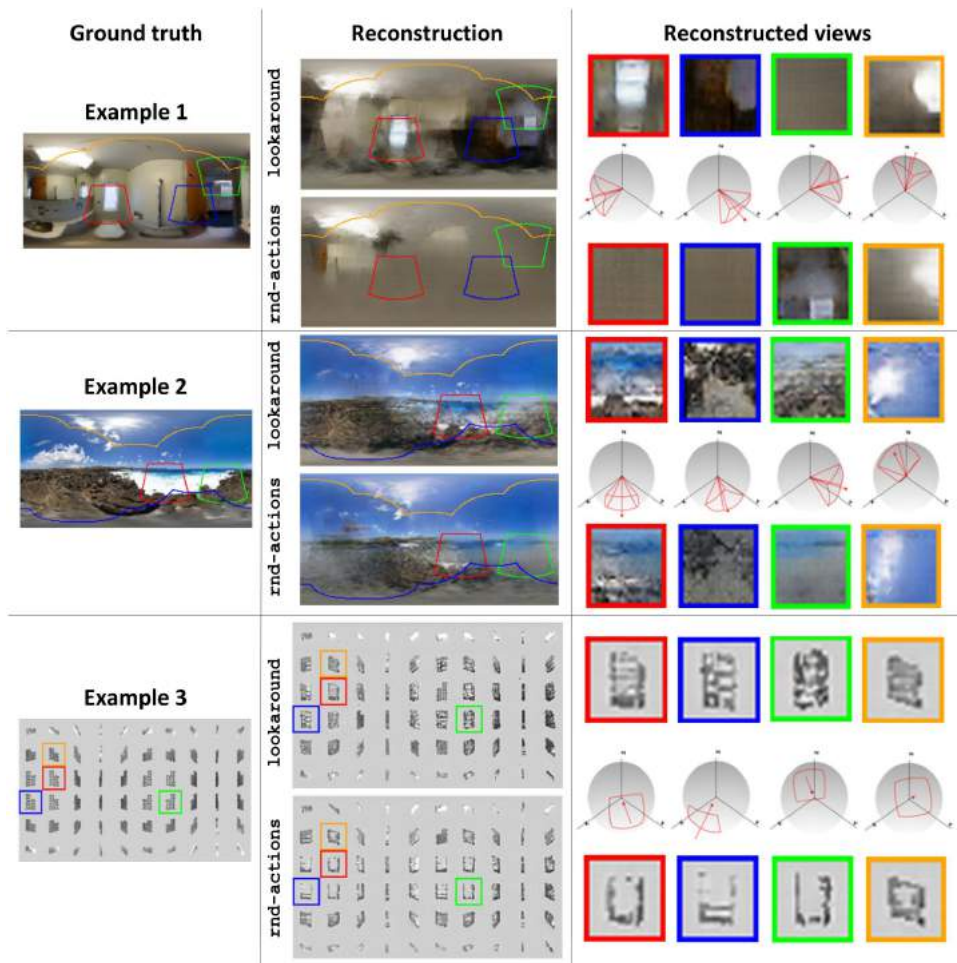 Ground truth
Reconstruction
Reconstructed views
Example 1
lookaround
rnd-actions
Example 2
lookaround
rnd-actions
Example 3
lookaround
rnd-actions